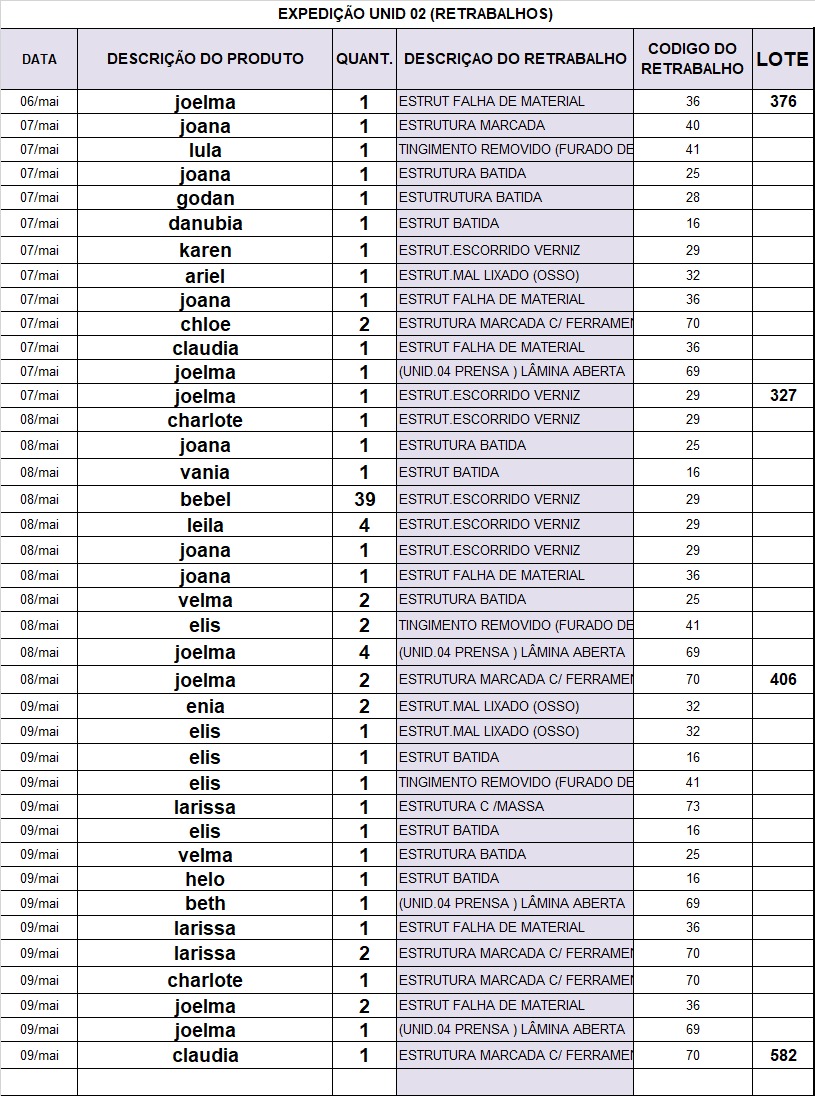 EXPEDIÇÃO UNID 02 (RETRABALHOS)
DATA DESCRIÇÃO DO PRODUTO QUANT. DESCRIÇAO DO RETRABALHO CODIGO DO RETRABALHO LOTE
06/mai joelma 1 ESTRUT FALHA DE MATERIAL 36 376
07/mai joana 1 ESTRUTURA MARCADA 40
07/mai lula 1 TINGIMENTO REMOVIDO (FURADO DE 41
07/mai joana 1 ESTRUTURA BATIDA 25
07/mai godan 1 ESTUTRUTURA BATIDA 28
07/mai danubia 1 ESTRUT BATIDA 16
07/mai karen 1 ESTRUT.ESCORRIDO VERNIZ 29
07/mai ariel 1 ESTRUT.MAL LIXADO (OSSO) 32
07/mai joana 1 ESTRUT FALHA DE MATERIAL 36
07/mai chloe 2 ESTRUTURA MARCADA C/ FERRAMEN 70
07/mai claudia 1 ESTRUT FALHA DE MATERIAL 36
07/mai joelma 1 (UNID.04 PRENSA ) LÂMINA ABERTA 69
07/mai joelma 1 ESTRUT.ESCORRIDO VERNIZ 29 327
08/mai charlote 1 ESTRUT.ESCORRIDO VERNIZ 29
08/mai joana 1 ESTRUTURA BATIDA 25
08/mai vania 1 ESTRUT BATIDA 16
08/mai bebel 39 ESTRUT.ESCORRIDO VERNIZ 29
08/mai leila 4 ESTRUT.ESCORRIDO VERNIZ 29
08/mai joana 1 ESTRUT.ESCORRIDO VERNIZ 29
08/mai joana 1 ESTRUT FALHA DE MATERIAL 36
08/mai velma 2 ESTRUTURA BATIDA 25
08/mai elis 2 TINGIMENTO REMOVIDO (FURADO DE 41
08/mai joelma 4 (UNID.04 PRENSA ) LÂMINA ABERTA 69
08/mai joelma 2 ESTRUTURA MARCADA C/ FERRAMEN 70 406
09/mai enia 2 ESTRUT.MAL LIXADO (OSSO) 32
09/mai elis 1 ESTRUT.MAL LIXADO (OSSO) 32
09/mai elis 1 ESTRUT BATIDA 16
09/mai elis 1 TINGIMENTO REMOVIDO (FURADO DE 41
09/mai larissa 1 ESTRUTURA C /MASSA 73
09/mai elis 1 ESTRUT BATIDA 16
09/mai velma 1 ESTRUTURA BATIDA 25
09/mai helo 1 ESTRUT BATIDA 16
09/mai beth 1 (UNID.04 PRENSA ) LÂMINA ABERTA 69
09/mai larissa 1 ESTRUT FALHA DE MATERIAL 36
09/mai larissa 2 ESTRUTURA MARCADA C/ FERRAMEN 70
09/mai charlote 1 ESTRUTURA MARCADA C/ FERRAMEN 70
09/mai joelma 2 ESTRUT FALHA DE MATERIAL 36
09/mai joelma 1 (UNID.04 PRENSA ) LÂMINA ABERTA 69
09/mai claudia 1 ESTRUTURA MARCADA C/ FERRAMEN 70 582